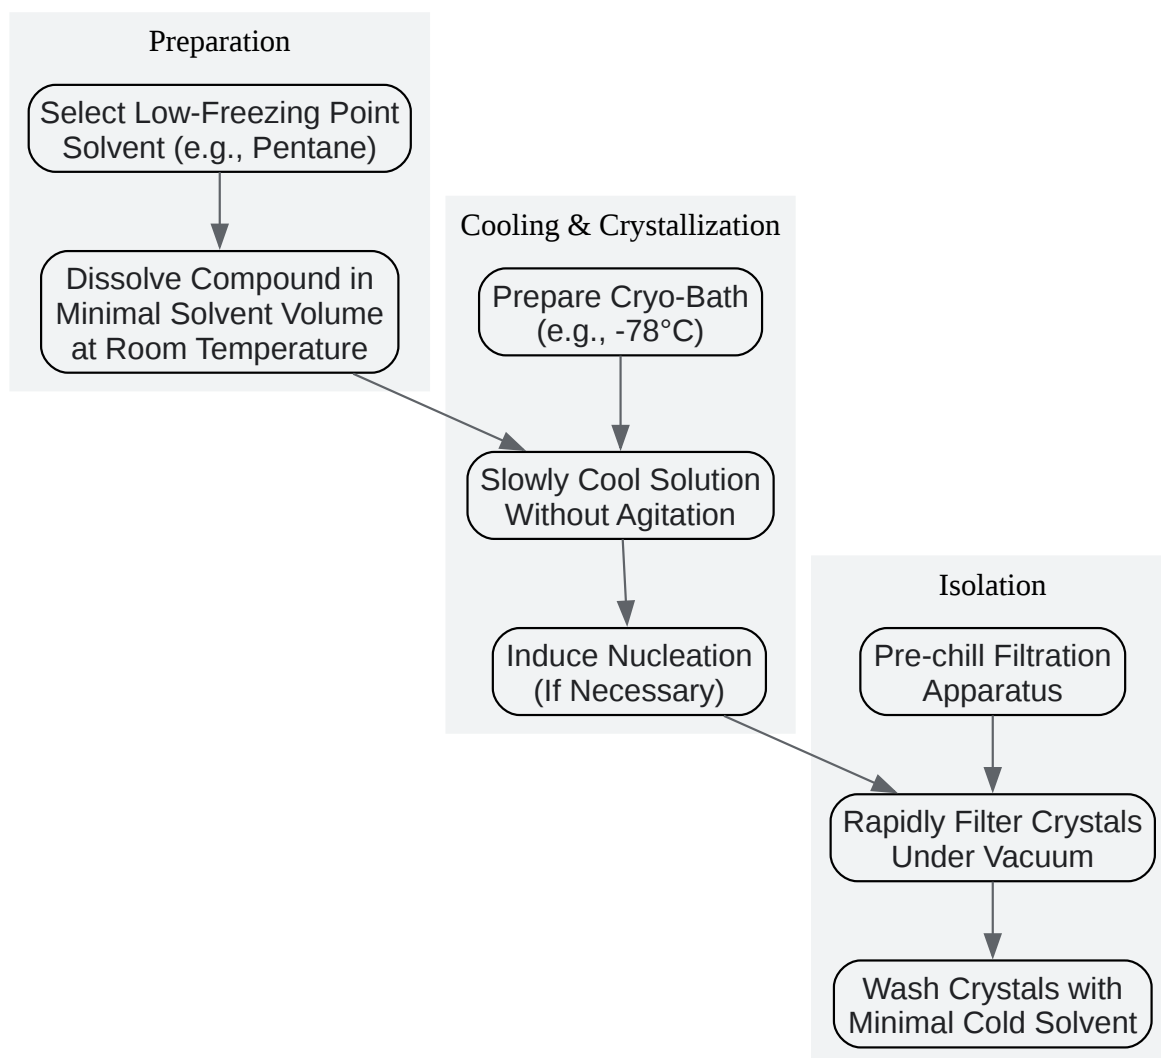 Preparation
Select Low-Freezing Point
Solvent (e.g., Pentane)
Dissolve Compound in
Minimal Solvent Volume
at Room Temperature
Cooling & Crystallization
Prepare Cryo-Bath
(e.g., -78°C)
Slowly Cool Solution
Without Agitation
Induce Nucleation
(If Necessary)
Isolation
Pre-chill Filtration
Apparatus
Rapidly Filter Crystals
Under Vacuum
Wash Crystals with
Minimal Cold Solvent